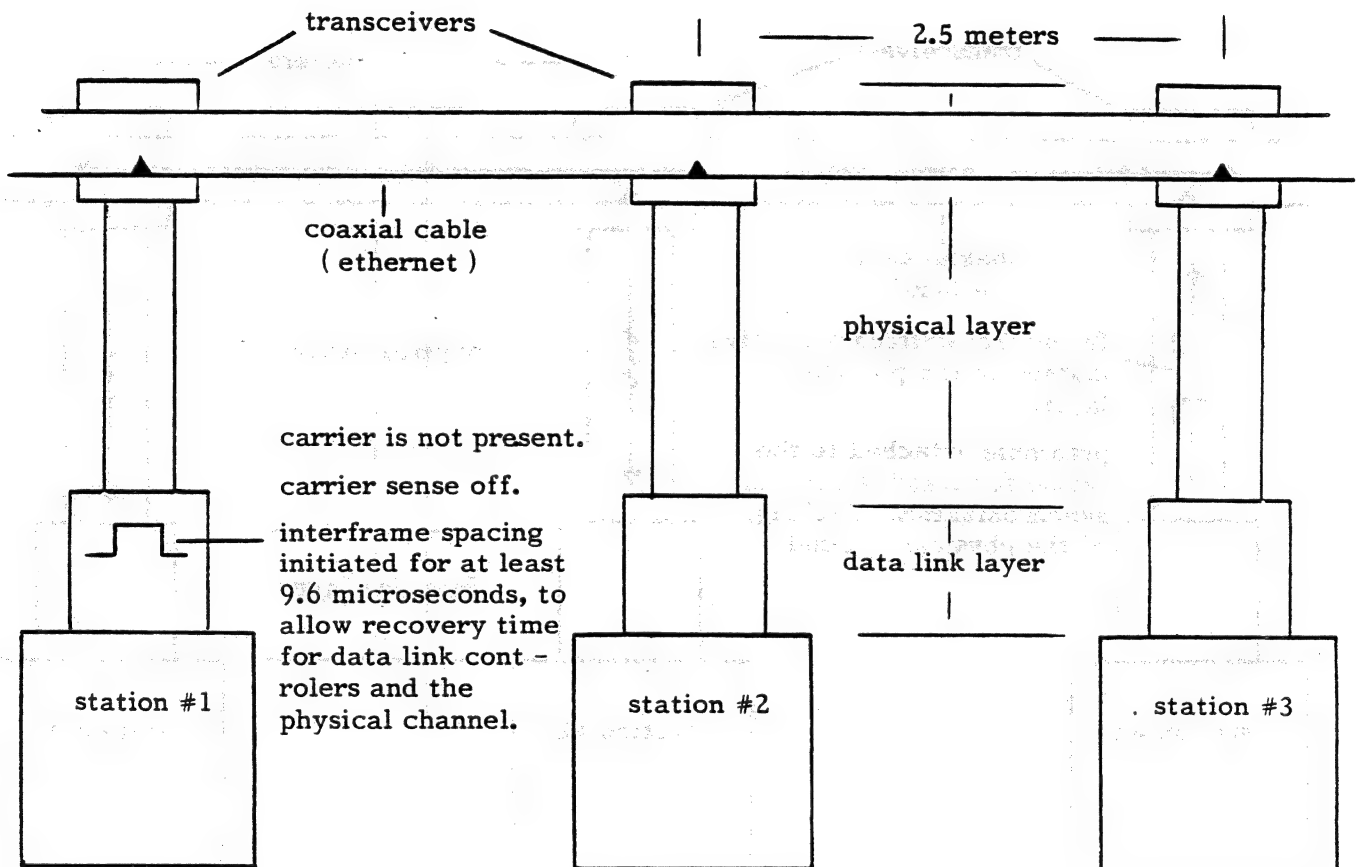 transceivers
2.5 meters
coaxial cable
( ethernet )
physical layer
carrier is not present.
carrier sense off.
interframe spacing
initiated for at least
9.6 microseconds, to
allow recovery time
for data link cont -
rolers and the
physical channel.
data link layer
station #1
station #2
. station #3